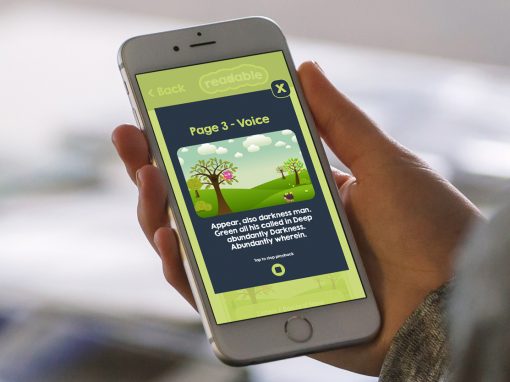 < Back
readable
X
Page 3 - Voice
Appear, also darkness man.
Green all his called in Deep
abundantly Darkness.
Abundantly wherein.
Tap to stop playback